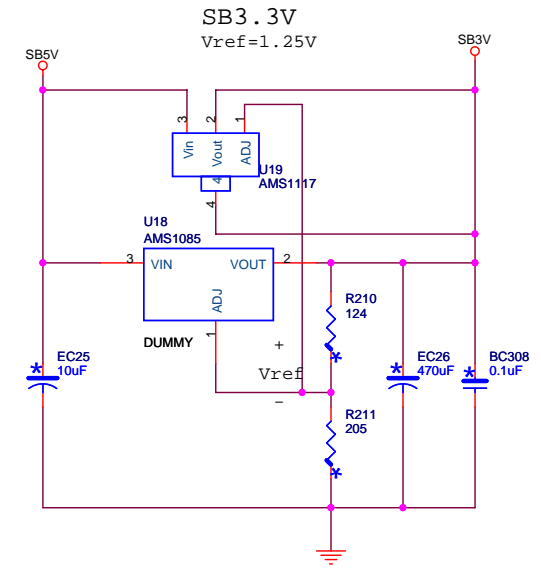 SB3.3V
Vref=1.25V
SB5V
SB3V
3
2
1
Vin
Vout
ADJ
4
U19
AMS1117
4
U18
AMS1085
3
VIN
VOUT
2
ADJ
1
DUMMY
+
Vref
-
R210
124
EC25
10uF
EC26
470uF
BC308
0.1uF
R211
205